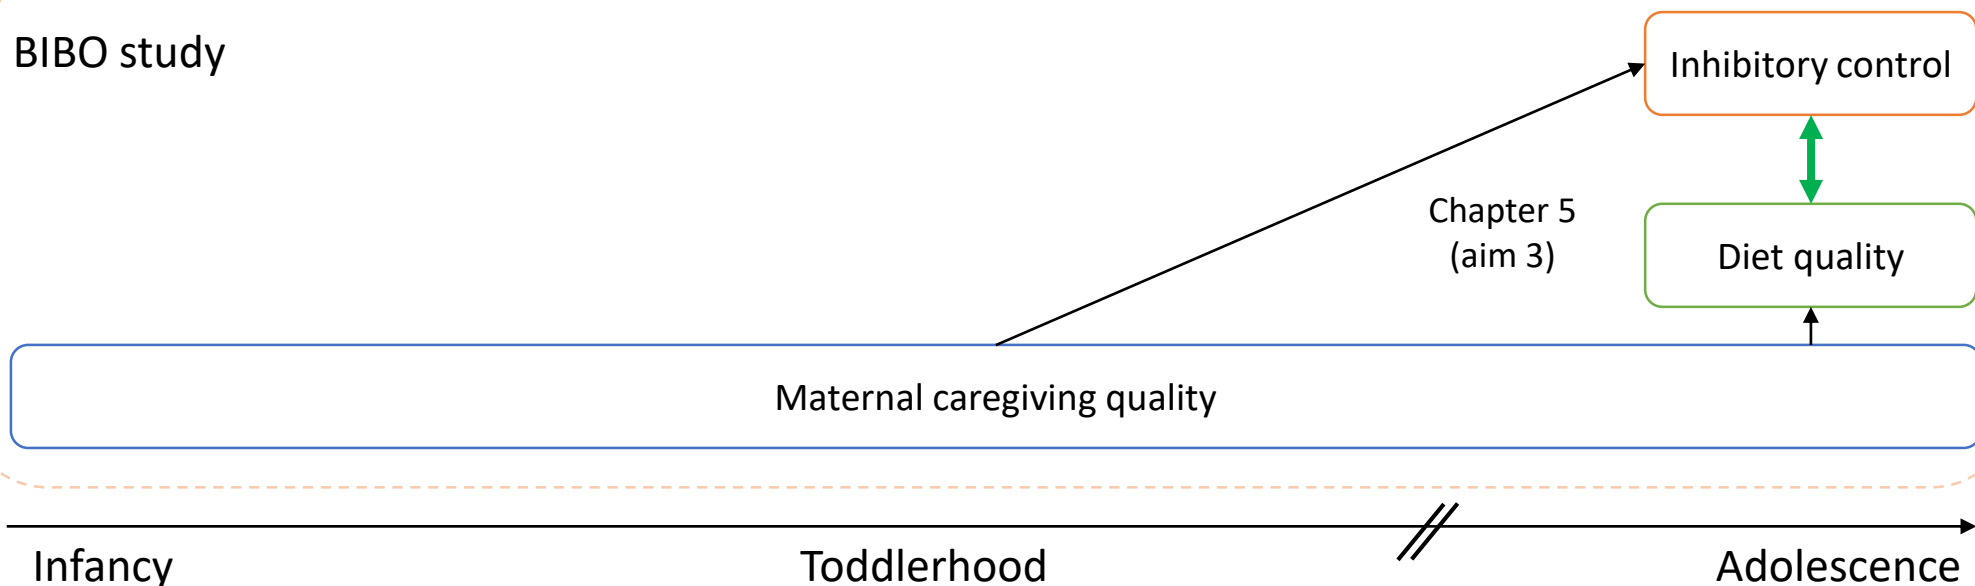 BIBO study
Inhibitory control
Chapter 5
(aim 3)
Diet quality
Maternal caregiving quality
Infancy
Toddlerhood
Adolescence